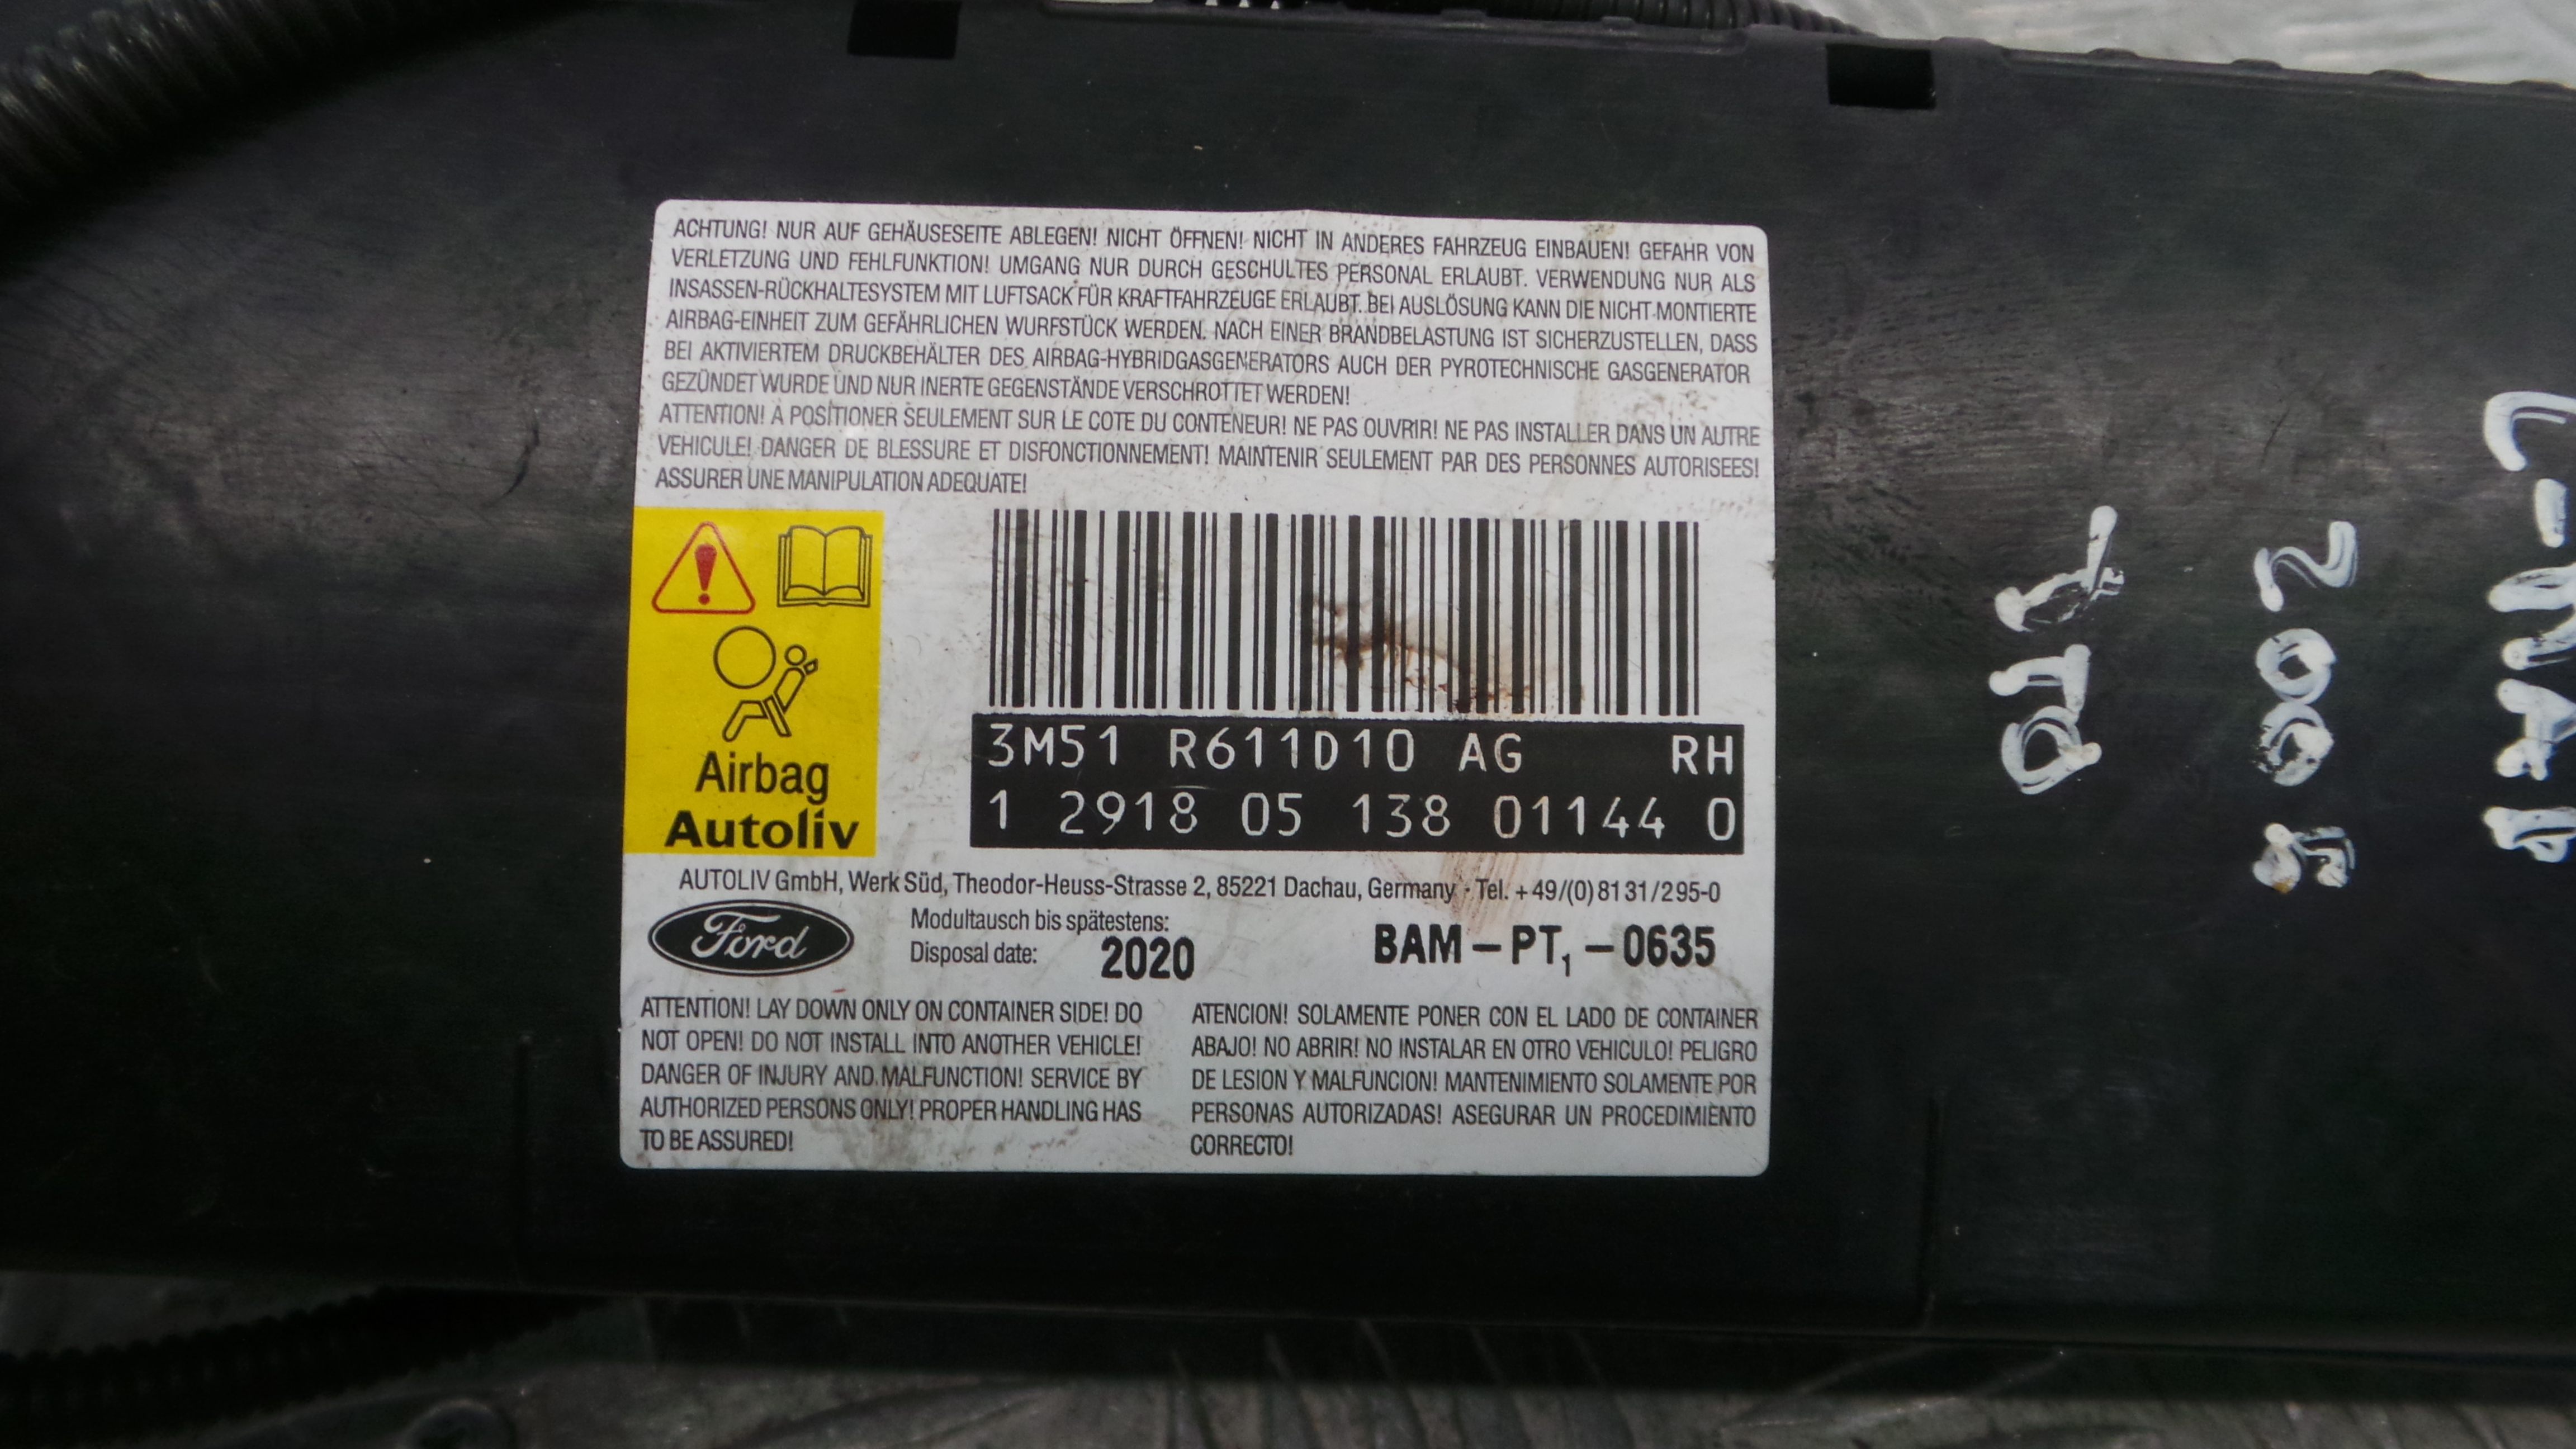 ACHTUNG! NUR AUF GEHÄUSESEITE ABLEGEN! NICHT ÖFFNEN! NICHT IN ANDERES FAHRZEUG EINBAUEN! GEFAHR VON
VERLETZUNG UND FEHLFUNKTION! UMGANG NUR DURCH GESCHULTES PERSONAL ERLAUBT. VERWENDUNG NUR ALS
INSASSEN-RÜCKHALTESYSTEM MIT LUFTSACK FÜR KRAFTFAHRZEUGE ERLAUBT. BEI AUSLÖSUNG KANN DIE NICHT MONTIERTE
AIRBAG-EINHEIT ZUM GEFÄHRLICHEN WURFSTÜCK WERDEN. NACH EINER BRANDBELASTUNG IST SICHERZUSTELLEN, DASS
BEI AKTIVIERTEM DRUCKBEHÄLTER DES AIRBAG-HYBRIDGASGENERATORS AUCH DER PYROTECHNISCHE GASGENERATOR
GEZÜNDET WURDE UND NUR INERTE GEGENSTÄNDE VERSCHROTTET WERDEN!
ATTENTION! A POSITIONER SEULEMENT SUR LE COTE DU CONTENEUR! NE PAS OUVRIR! NE PAS INSTALLER DANS UN AUTRE
VEHICULE! DANGER DE BLESSURE ET DISFONCTIONNEMENT! MAINTENIR SEULEMENT PAR DES PERSONNES AUTORISEES!
ASSURER UNE MANIPULATION ADEQUATE!
Airbag
Autoliv
3M51 R611D10 AG RH
1 2918 05 138 01144 0
AUTOLIV GmbH, Werk Süd, Theodor-Heuss-Strasse 2, 85221 Dachau, Germany · Tel. +49/(0)8131/295-0
Ford
Modultausch bis spätestens:
Disposal date: 2020
BAM – PT1 – 0635
ATTENTION! LAY DOWN ONLY ON CONTAINER SIDE! DO
NOT OPEN! DO NOT INSTALL INTO ANOTHER VEHICLE!
DANGER OF INJURY AND MALFUNCTION! SERVICE BY
AUTHORIZED PERSONS ONLY! PROPER HANDLING HAS
TO BE ASSURED!
ATENCION! SOLAMENTE PONER CON EL LADO DE CONTAINER
ABAJO! NO ABRIR! NO INSTALAR EN OTRO VEHICULO! PELIGRO
DE LESION Y MALFUNCION! MANTENIMIENTO SOLAMENTE POR
PERSONAS AUTORIZADAS! ASEGURAR UN PROCEDIMIENTO
CORRECTO!
2005